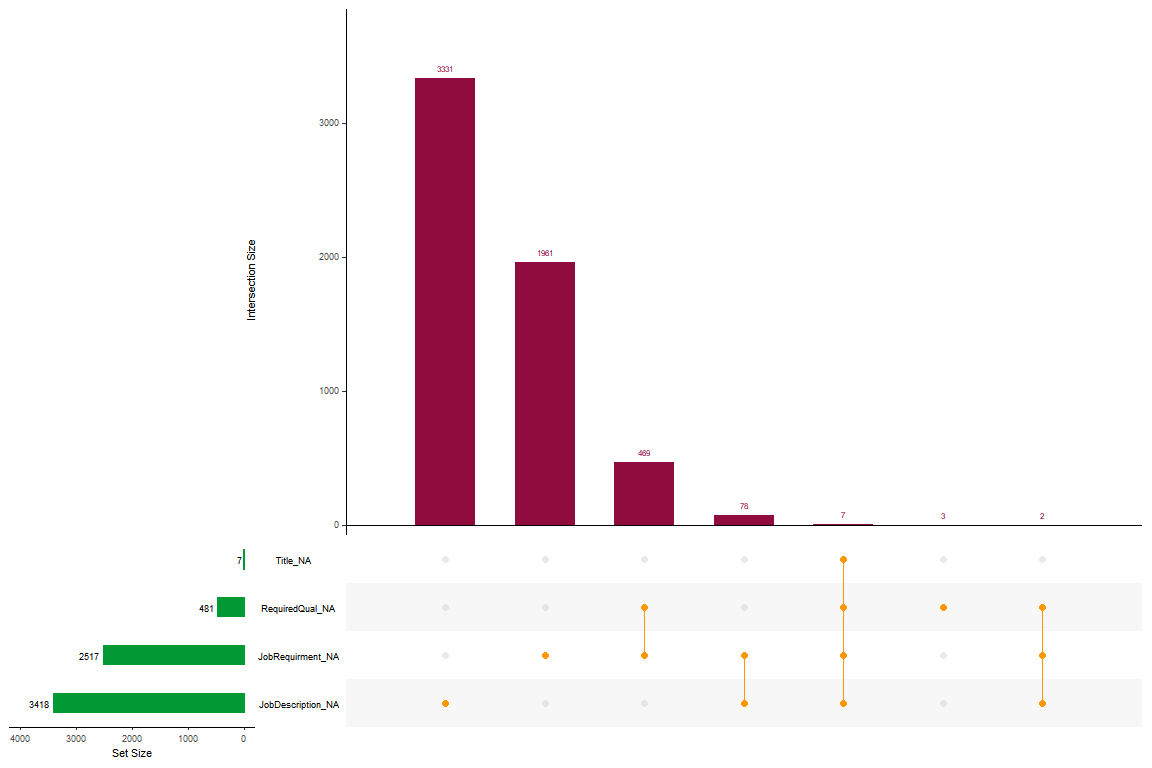 3331
3000
1961
2000
Intersection Size
1000
469
78
7
3
2
0
7
Title_NA
481
RequiredQual_NA
2517
JobRequirment_NA
3418
JobDescription_NA
4000 3000 2000 1000 0
Set Size